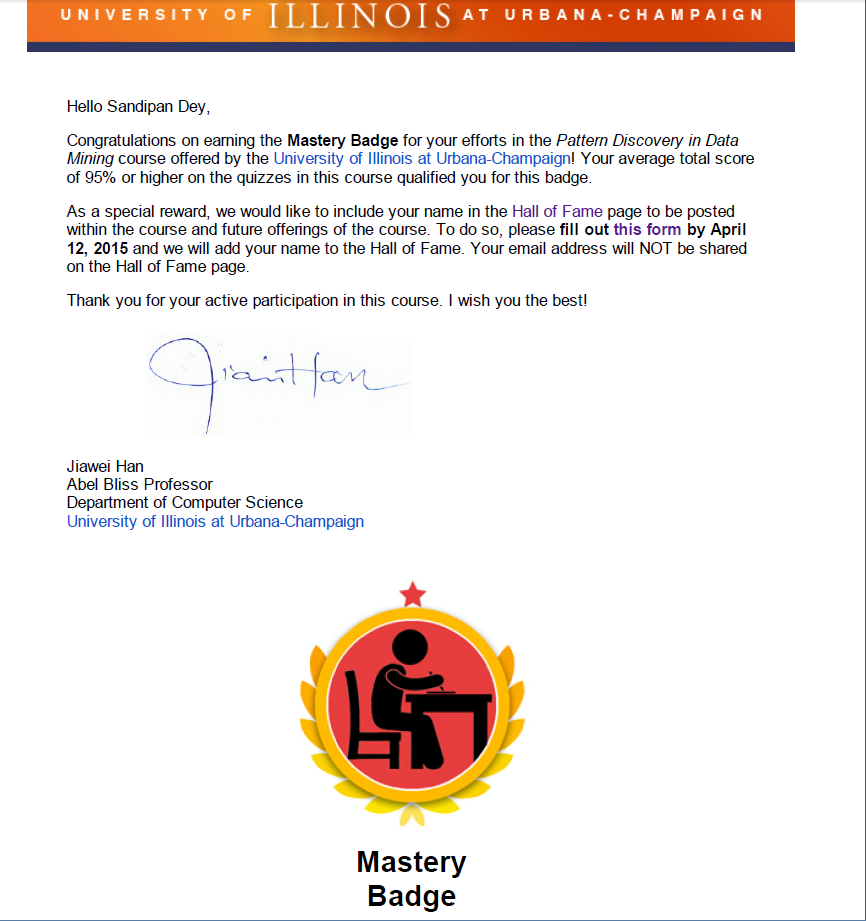 UNIVERSITY OF ILLINOIS AT URBANA-CHAMPAIGN
Hello Sandipan Dey,
Congratulations on earning the Mastery Badge for your efforts in the Pattern Discovery in Data
Mining course offered by the University of Illinois at Urbana-Champaign! Your average total score
of 95% or higher on the quizzes in this course qualified you for this badge.
As a special reward, we would like to include your name in the Hall of Fame page to be posted
within the course and future offerings of the course. To do so, please fill out this form by April
12, 2015 and we will add your name to the Hall of Fame. Your email address will NOT be shared
on the Hall of Fame page.
Thank you for your active participation in this course. I wish you the best!
Jiawei Han
Jiawei Han
Abel Bliss Professor
Department of Computer Science
University of Illinois at Urbana-Champaign
Mastery
Badge